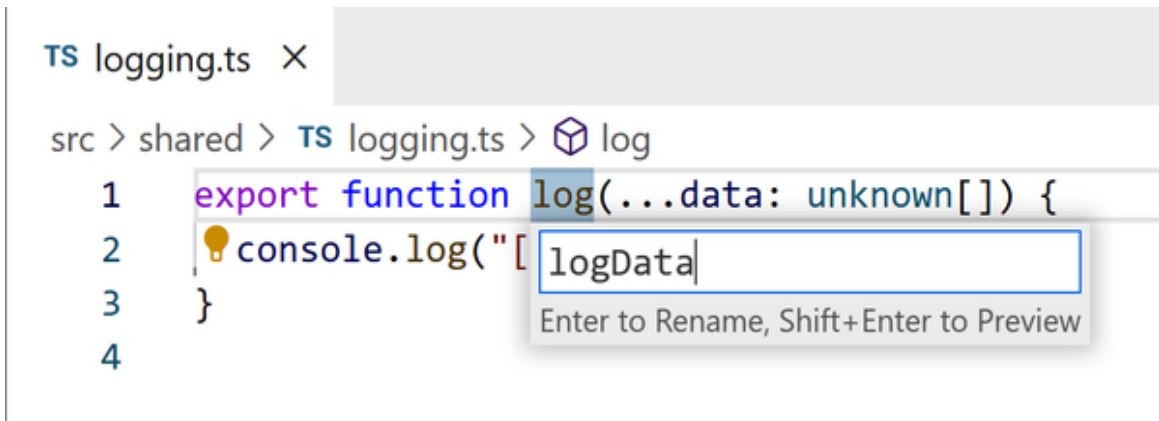 TS logging.ts ×
src > shared > TS logging.ts > log
1 export function log(...data: unknown[]) {
2 console.log("[
logData
3 }
Enter to Rename, Shift+Enter to Preview
4